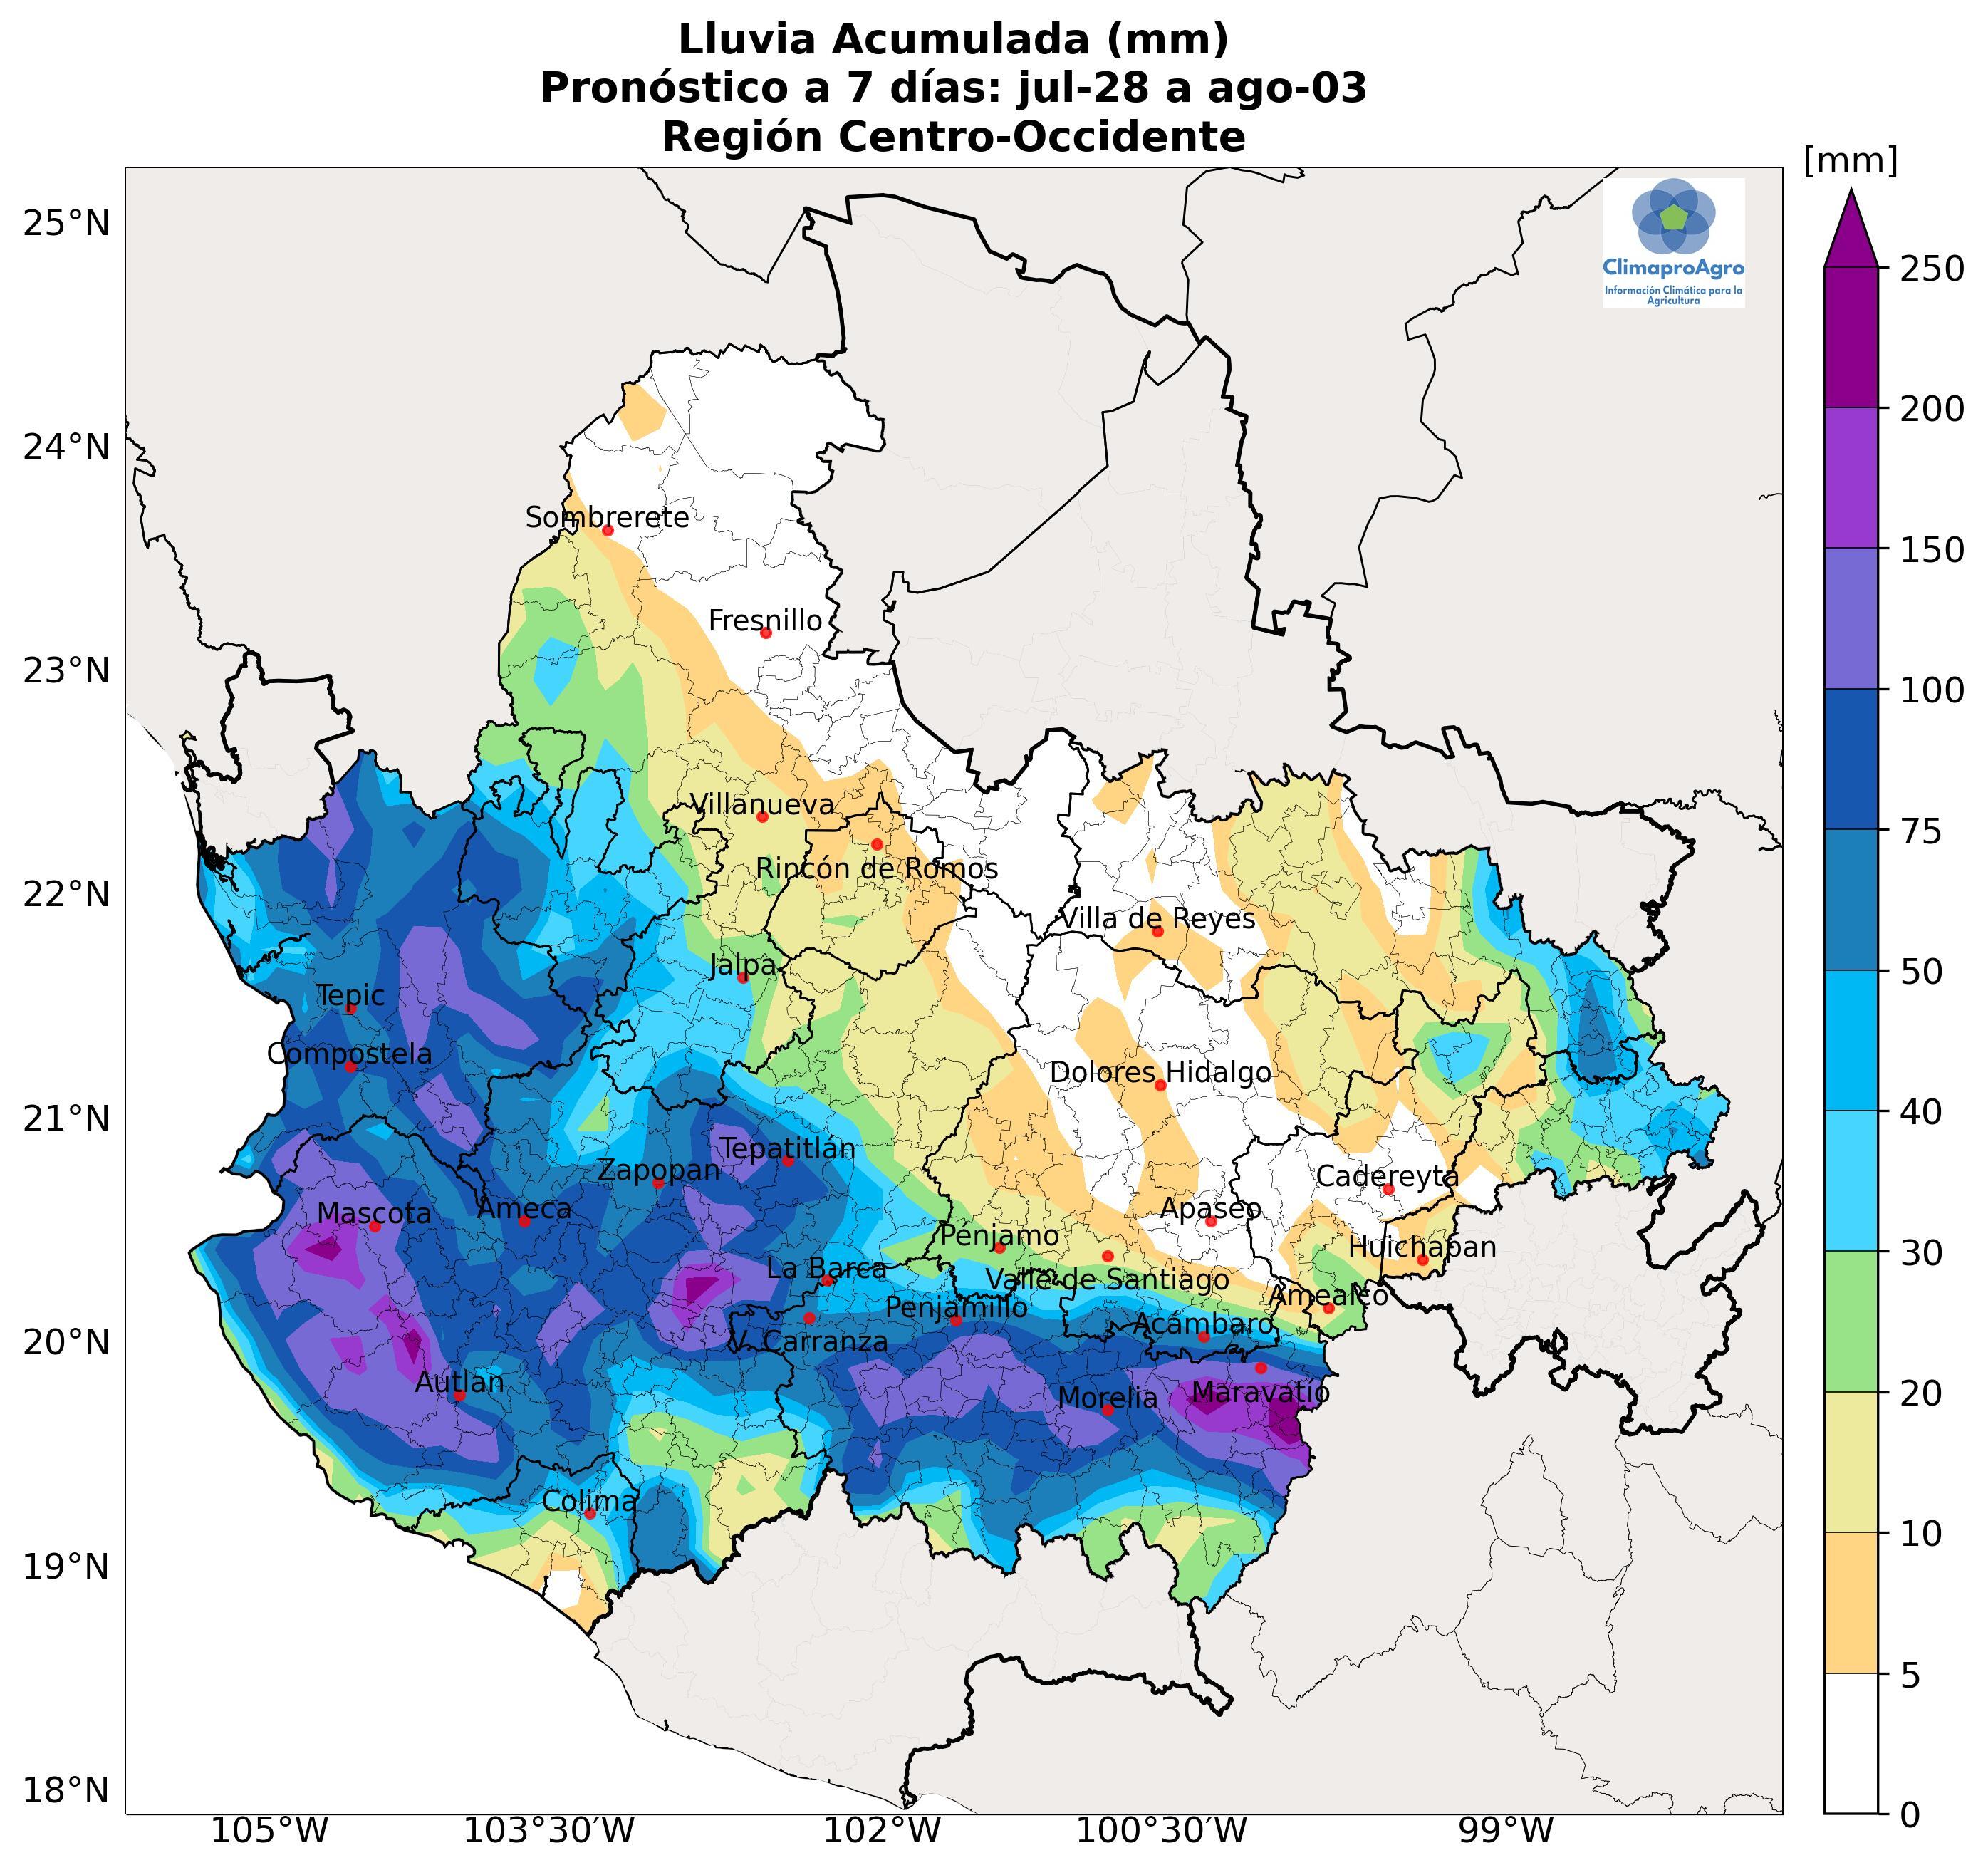 Lluvia Acumulada (mm)
Pronóstico a 7 días: jul-28 a ago-03
Región Centro-Occidente
[mm]
ClimaproAgro
Información Climática para la
Agricultura
25°N
24°N
23°N
22°N
21°N
20°N
19°N
18°N
105°W
103°30'W
102°W
100°30'W
99°W
250
200
150
100
75
50
40
30
20
10
5
0
Sombrerete
Fresnillo
Villanueva
Rincón de Romos
Villa de Reyes
Jalpa
Tepic
Compostela
Dolores Hidalgo
Tepatitlán
Zapopan
Cadereyta
Ameca
Mascota
Apaseo
Penjamo
Huichapan
La Barca
Valle de Santiago
Amealco
Penjamillo
Acámbaro
V. Carranza
Autlan
Morelia
Maravatío
Colima